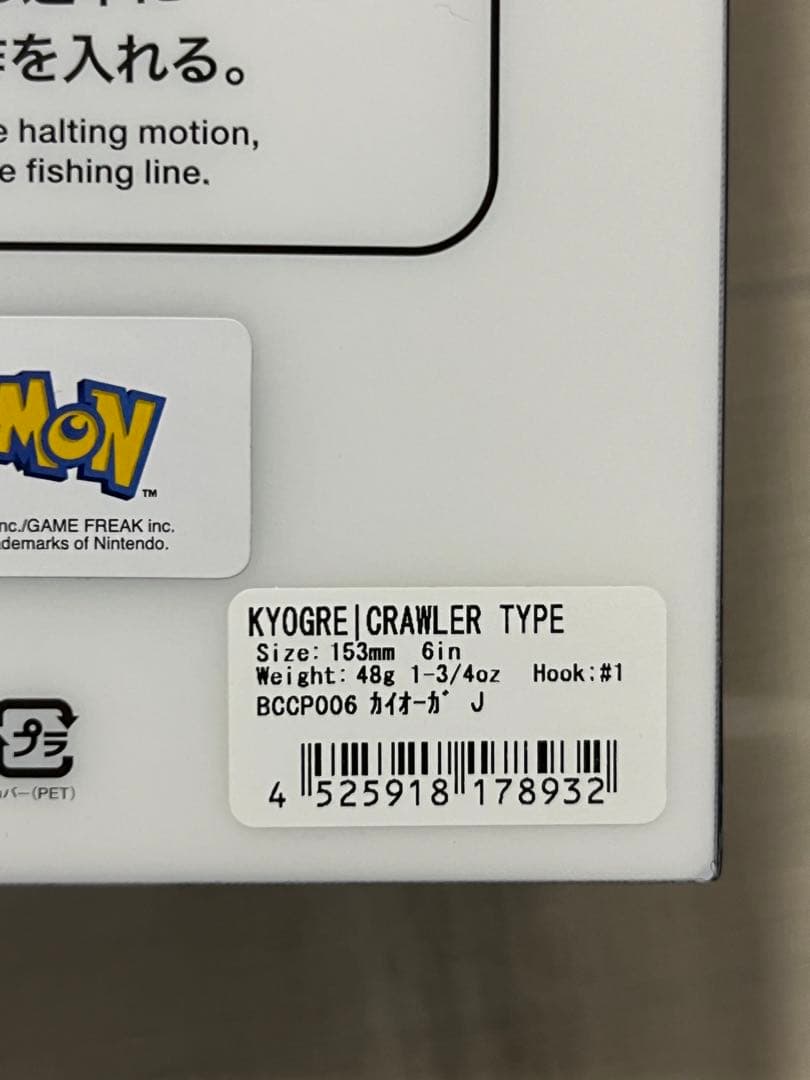 を入れる。
halting motion,
fishing line.
MON
TM
nc./GAME FREAK inc.
demarks of Nintendo.
KYOGRE|CRAWLER TYPE
Size: 153mm 6in
Weight: 48g 1-3/4oz Hook:#1
BCCP006 ｶｲｵｰｶﾞ J
プラ
バー(PET)
4 525918 178932